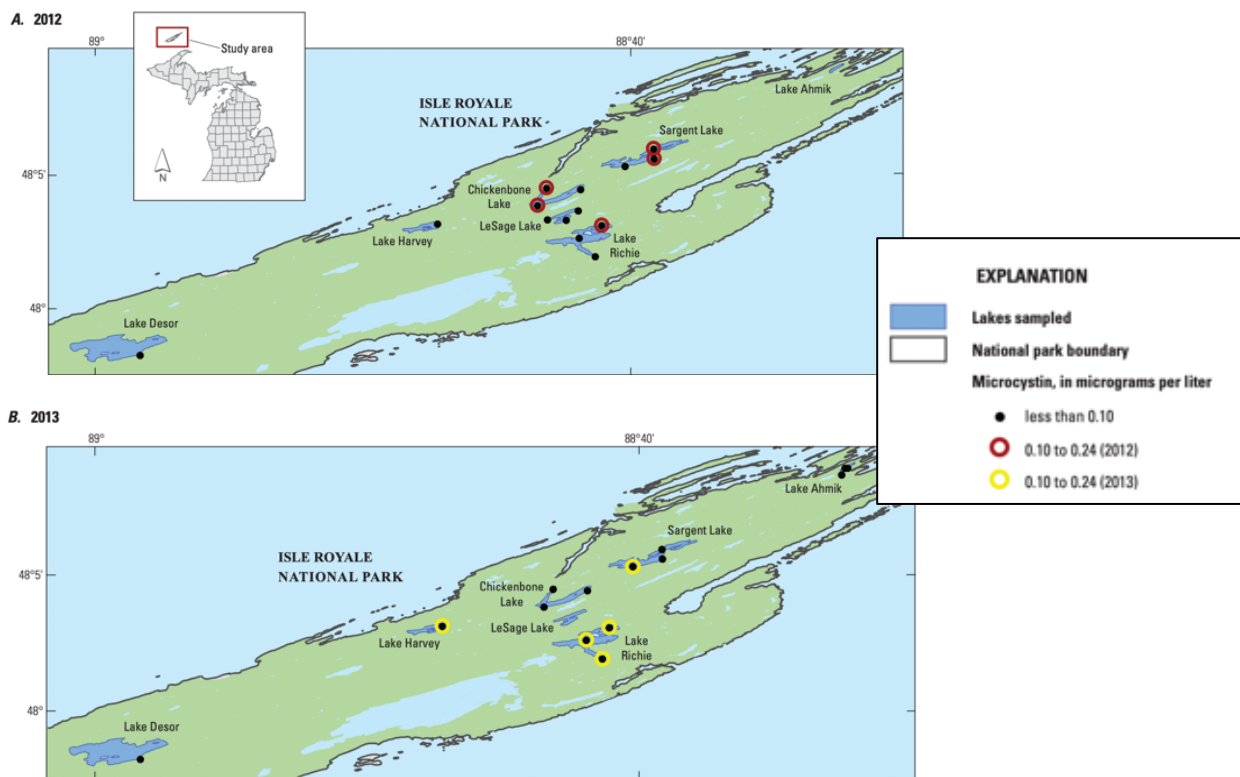 A. 2012
89°
88°40'
Study area
N
ISLE ROYALE
NATIONAL PARK
Lake Ahmik
Sargent Lake
48°5'
Chickenbone
Lake
LeSage Lake
Lake Harvey
Lake
Richie
48°
Lake Desor
EXPLANATION
Lakes sampled
National park boundary
Microcystin, in micrograms per liter
less than 0.10
0.10 to 0.24 (2012)
0.10 to 0.24 (2013)
B. 2013
89°
88°40'
Lake Ahmik
Sargent Lake
ISLE ROYALE
NATIONAL PARK
48°5'
Chickenbone
Lake
LeSage Lake
Lake Harvey
Lake
Richie
48°
Lake Desor